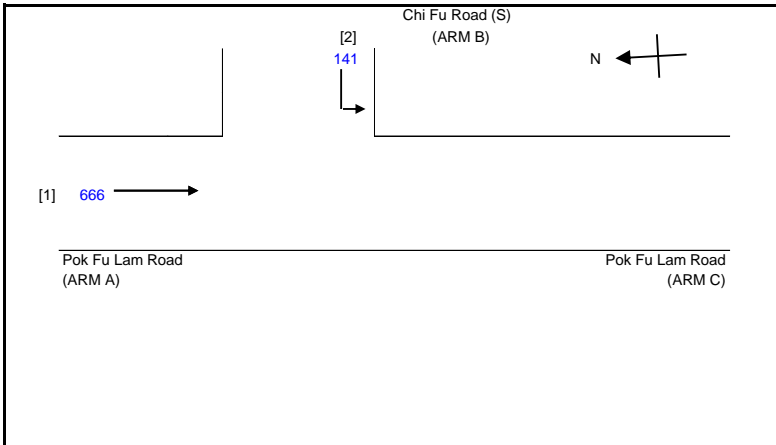 Chi Fu Road (S)
[2] (ARM B)
141 N
[1] 666
Pok Fu Lam Road Pok Fu Lam Road
(ARM A) (ARM C)